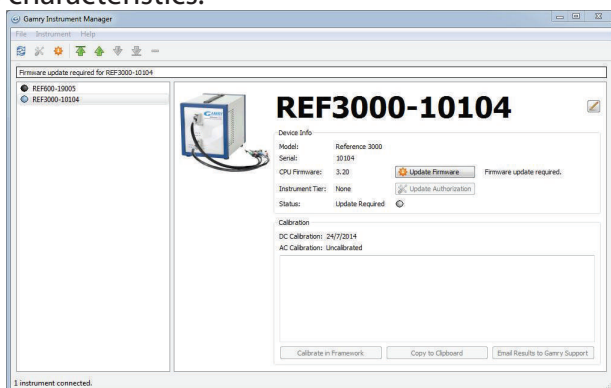 characteristics.
Gamry Instrument Manager
File Instrument Help
Firmware update required for REF3000-10104
REF600-19005
REF3000-10104
REF3000-10104
Device Info
Model: Reference 3000
Serial: 10104
CPU Firmware: 3.20 Update Firmware Firmware update required.
Instrument Tier: None Update Authorization
Status: Update Required
Calibration
DC Calibration: 24/7/2014
AC Calibration: Uncalibrated
Calibrate in Framework Copy to Clipboard Email Results to Gamry Support
1 instrument connected.